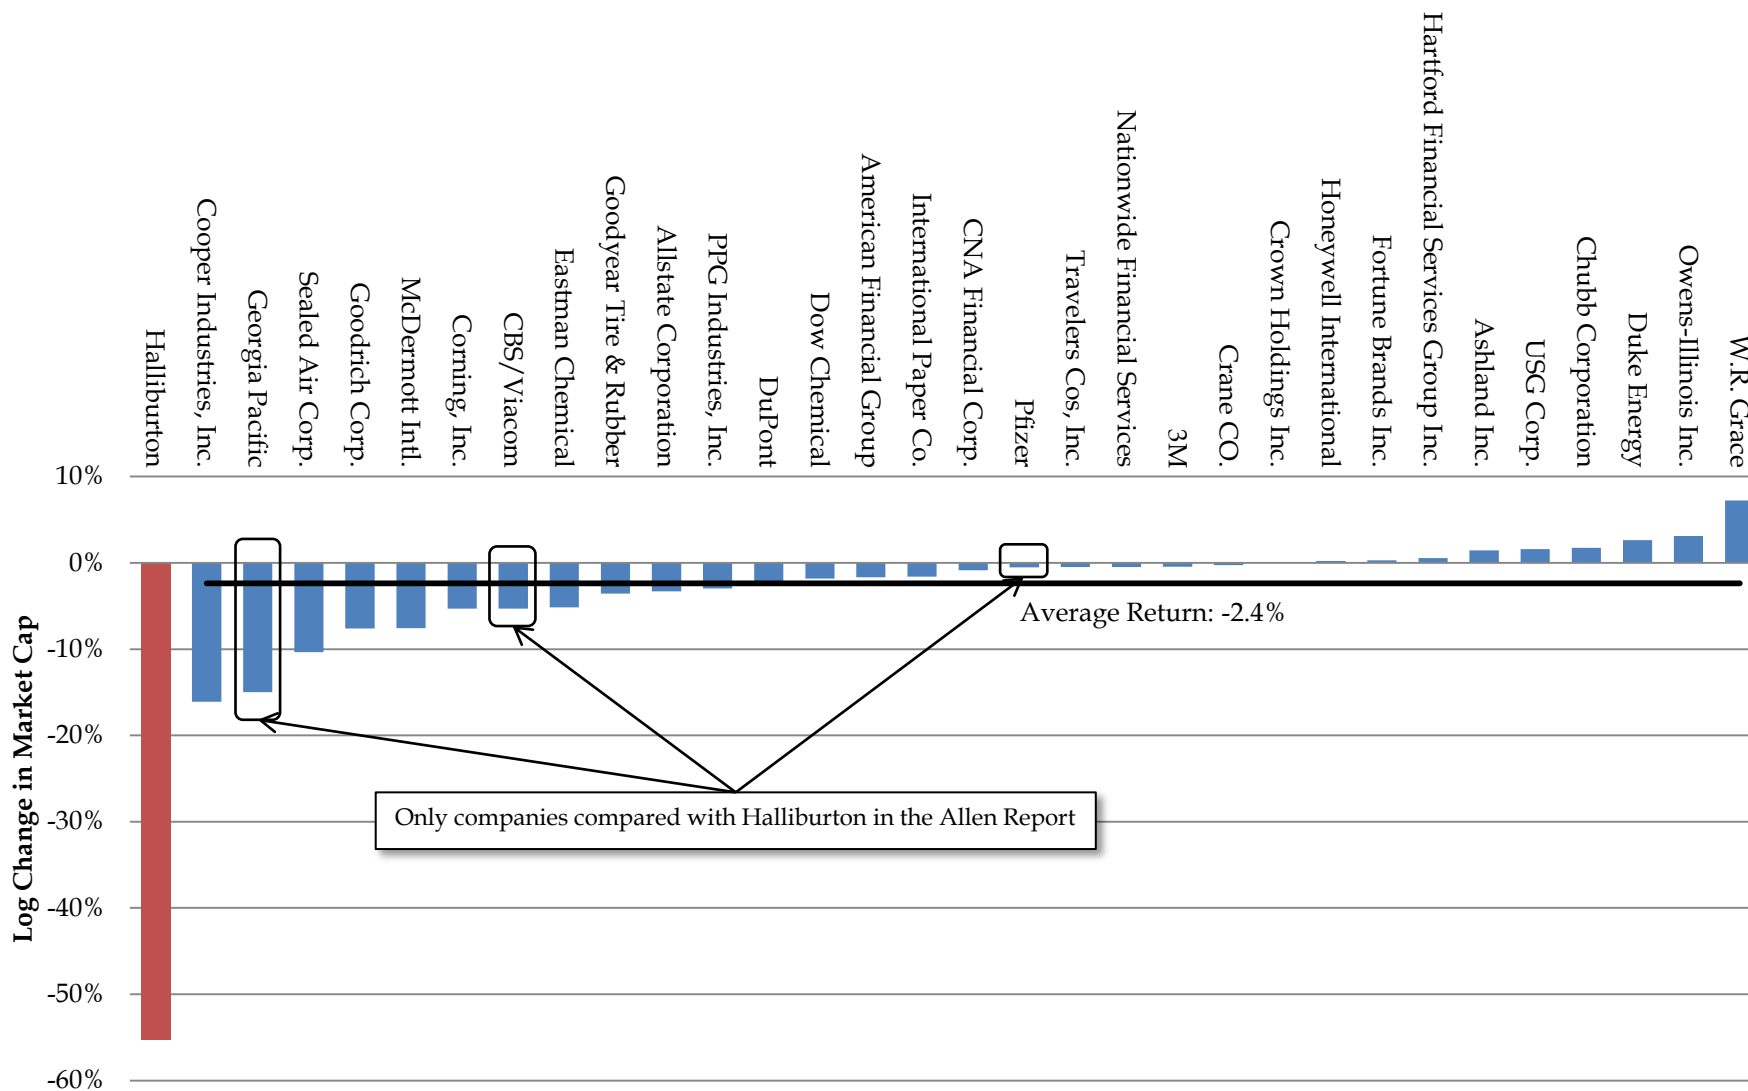 Halliburton
Cooper Industries, Inc.
Georgia Pacific
Sealed Air Corp.
Goodrich Corp.
McDermott Intl.
Corning, Inc.
CBS/Viacom
Eastman Chemical
Goodyear Tire & Rubber
Allstate Corporation
PPG Industries, Inc.
DuPont
Dow Chemical
American Financial Group
International Paper Co.
CNA Financial Corp.
Pfizer
Travelers Cos, Inc.
Nationwide Financial Services
3M
Crane CO.
Crown Holdings Inc.
Honeywell International
Fortune Brands Inc.
Hartford Financial Services Group Inc.
Ashland Inc.
USG Corp.
Chubb Corporation
Duke Energy
Owens-Illinois Inc.
W.R. Grace
10%
0%
-10%
-20%
-30%
-40%
-50%
-60%
Log Change in Market Cap
Average Return: -2.4%
Only companies compared with Halliburton in the Allen Report